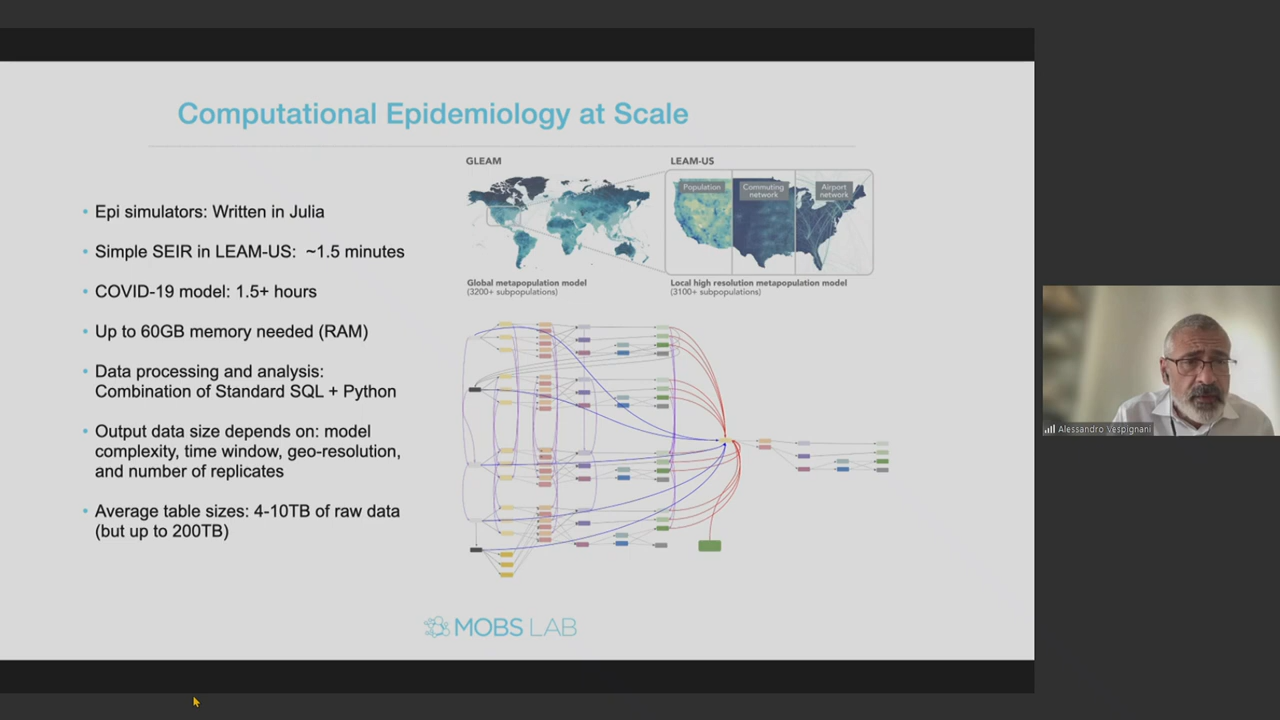 Computational Epidemiology at Scale
• Epi simulators: Written in Julia
• Simple SEIR in LEAM-US: ~1.5 minutes
• COVID-19 model: 1.5+ hours
• Up to 60GB memory needed (RAM)
• Data processing and analysis:
Combination of Standard SQL + Python
• Output data size depends on: model
complexity, time window, geo-resolution,
and number of replicates
• Average table sizes: 4-10TB of raw data
(but up to 200TB)
GLEAM
Global metapopulation model
(3200+ subpopulations)
LEAM-US
Population
Commuting
network
Airport
network
Local high resolution metapopulation model
(3100+ subpopulations)
MOBS LAB
Alessandro Vespignani